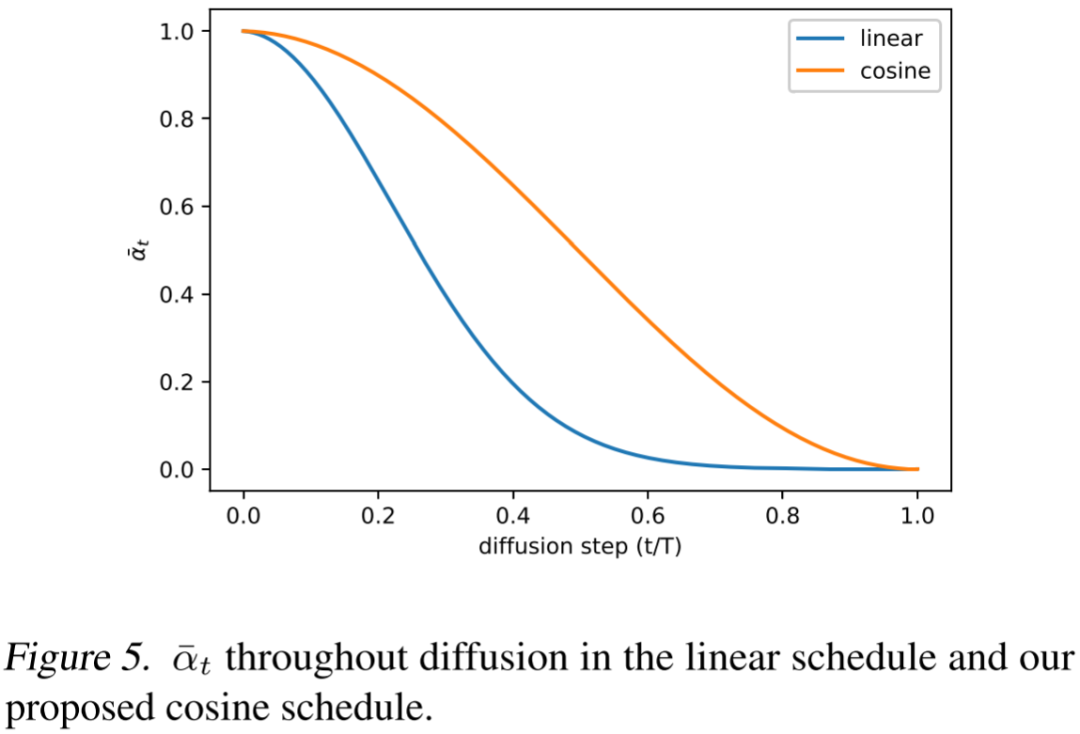 1.0
0.8
0.6
0.4
0.2
0.0
ᾱₜ
0.0 0.2 0.4 0.6 0.8 1.0
diffusion step (t/T)
linear
cosine
Figure 5. ᾱₜ throughout diffusion in the linear schedule and our
proposed cosine schedule.